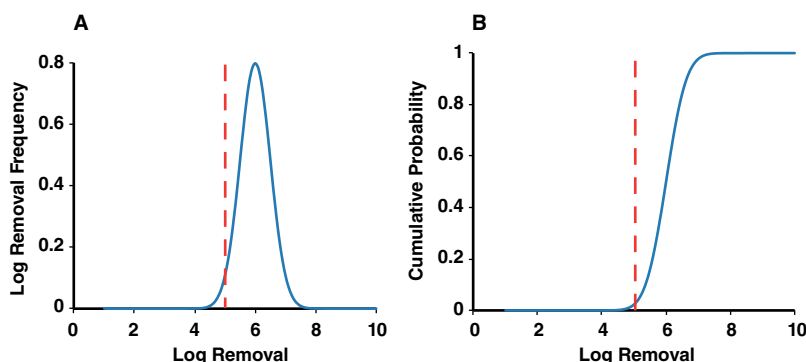 A
Log Removal Frequency
0.8
0.6
0.4
0.2
0
0 2 4 6 8 10
Log Removal
B
Cumulative Probability
1
0.8
0.6
0.4
0.2
0
0 2 4 6 8 10
Log Removal